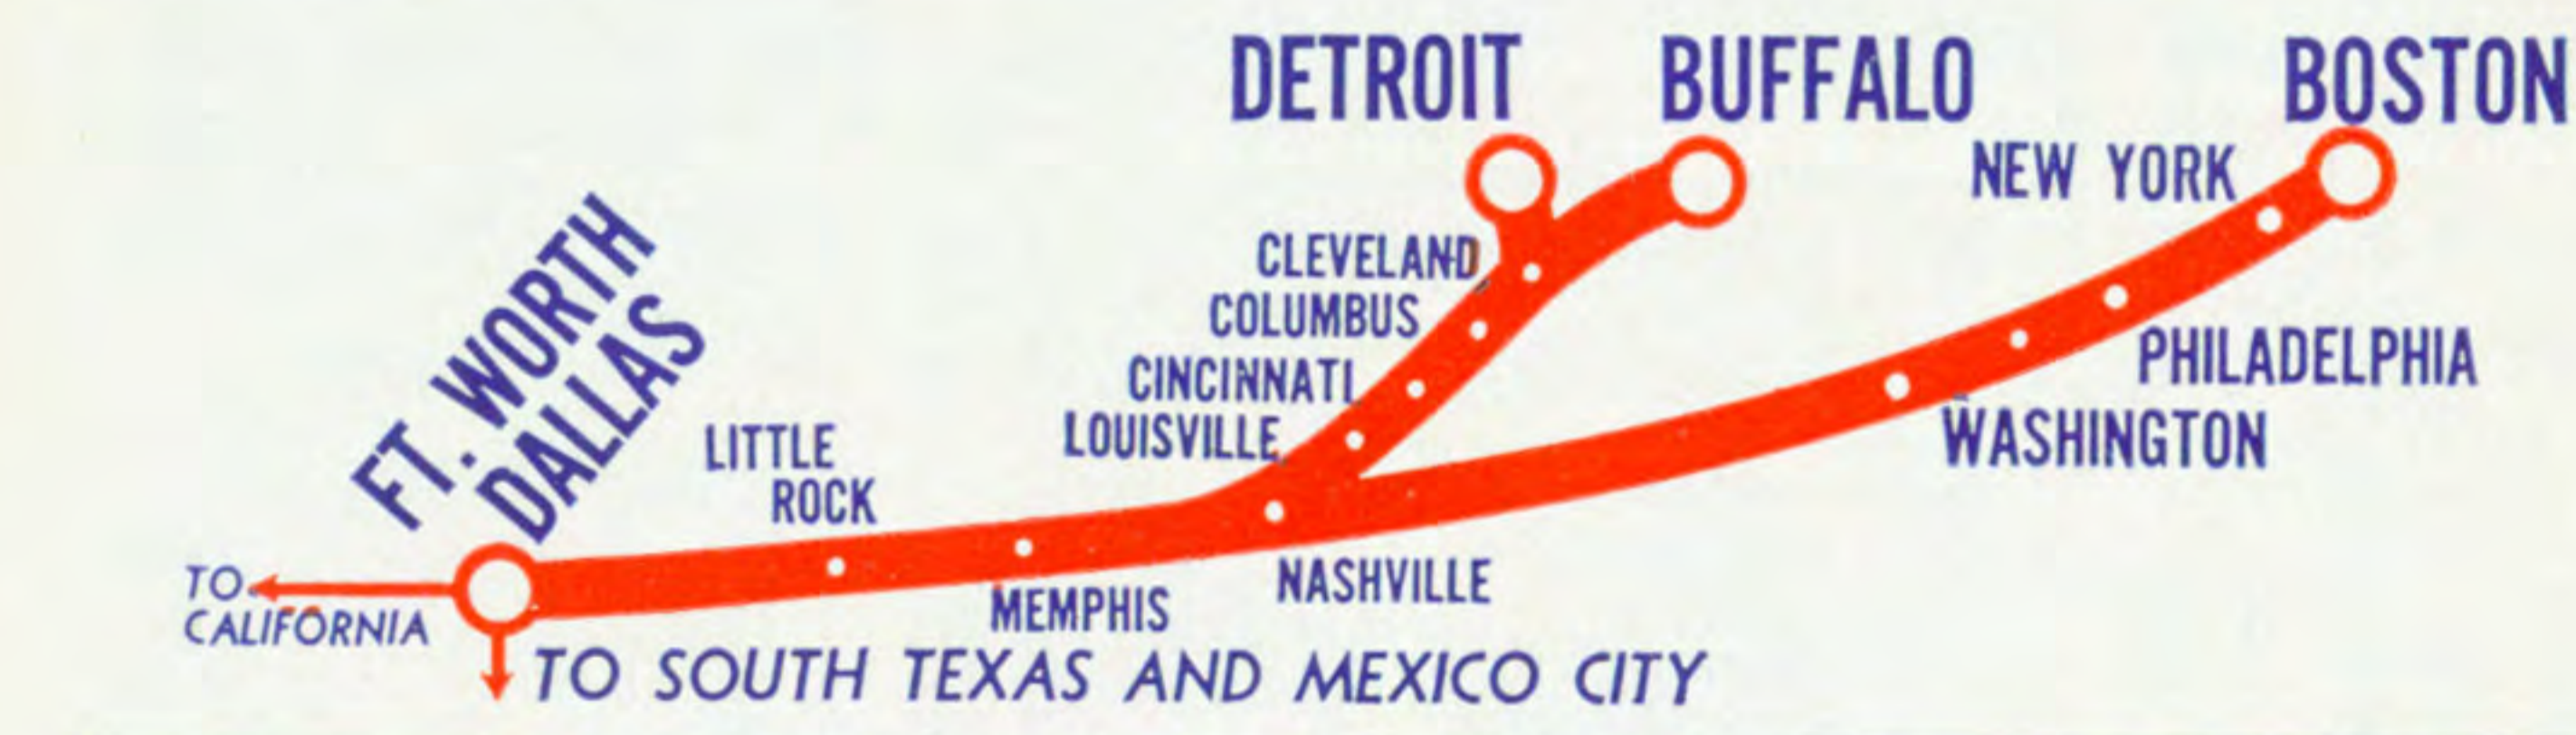 DETROIT
BUFFALO
BOSTON
NEW YORK
CLEVELAND
COLUMBUS
CINCINNATI
LOUISVILLE
PHILADELPHIA
WASHINGTON
FT. WORTH
DALLAS
LITTLE
ROCK
MEMPHIS
NASHVILLE
TO
CALIFORNIA
TO SOUTH TEXAS AND MEXICO CITY